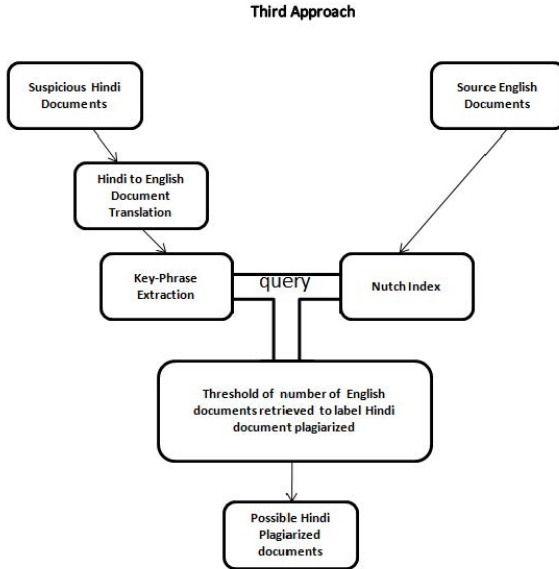 Third Approach
Suspicious Hindi
Documents
Source English
Documents
Hindi to English
Document
Translation
Key-Phrase
Extraction
query
Nutch Index
Threshold of number of English
documents retrieved to label Hindi
document plagiarized
Possible Hindi
Plagiarized
documents